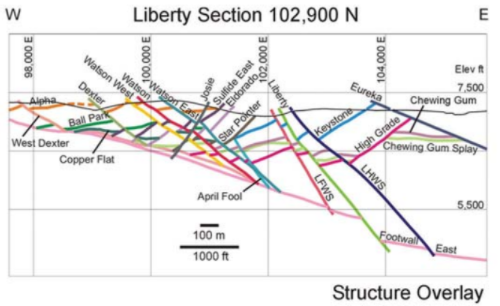 W
Liberty Section 102,900 N
E
98,000 E
100,000 E
102,000 E
104,000 E
Elev ft
7,500
5,500
Alpha
Dexter
Watson West
Watson
Watson East
Josie
Sulfide East
Eldorado
Star Pointer
Liberty
Keystone
Eureka
Chewing Gum
High Grade
Chewing Gum Splay
Ball Park
West Dexter
Copper Flat
April Fool
LFWS
LHWS
Footwall
East
100 m
1000 ft
Structure Overlay